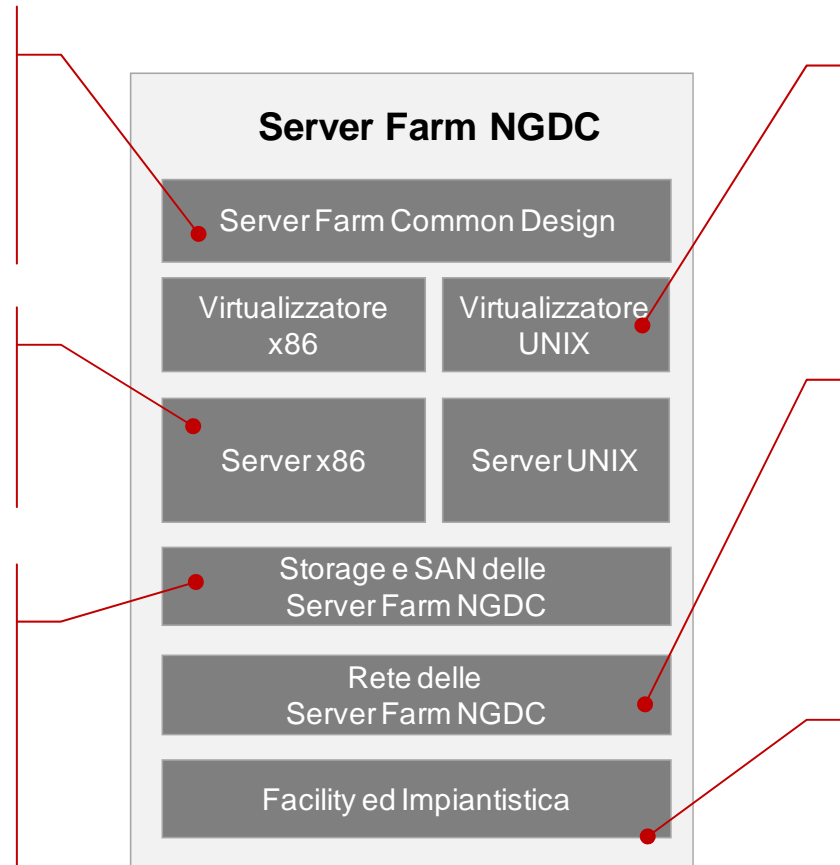 Server Farm NGDC
Server Farm Common Design
Virtualizzatore
x86
Virtualizzatore
UNIX
Server x86
Server UNIX
Storage e SAN delle
Server Farm NGDC
Rete delle
Server Farm NGDC
Facility ed Impiantistica